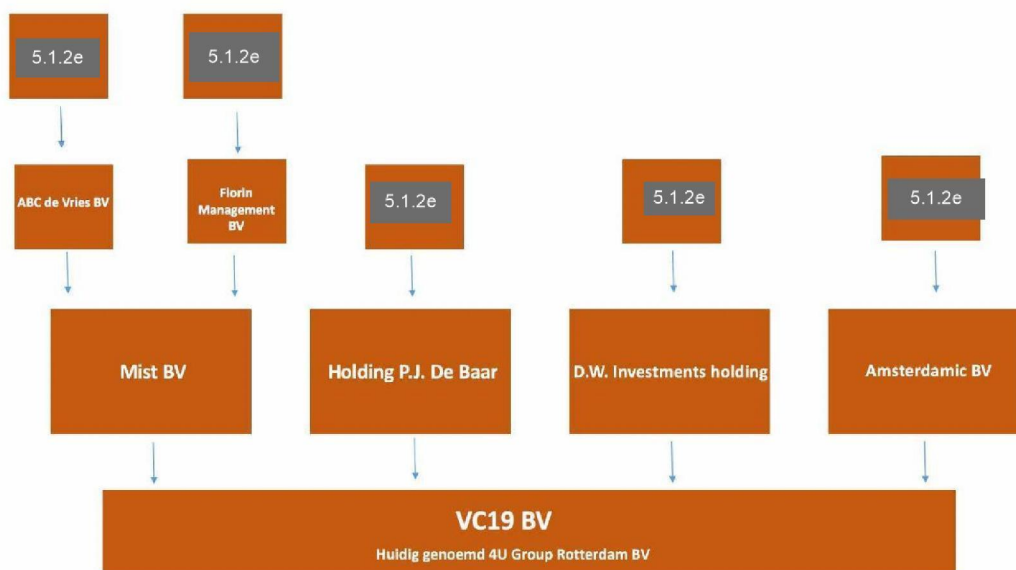 5.1.2e
5.1.2e
ABC de Vries BV
Florin
Management
BV
5.1.2e
5.1.2e
5.1.2e
Mist BV
Holding P.J. De Baar
D.W. Investments holding
Amsterdamic BV
VC19 BV
Huidig genoemd 4U Group Rotterdam BV